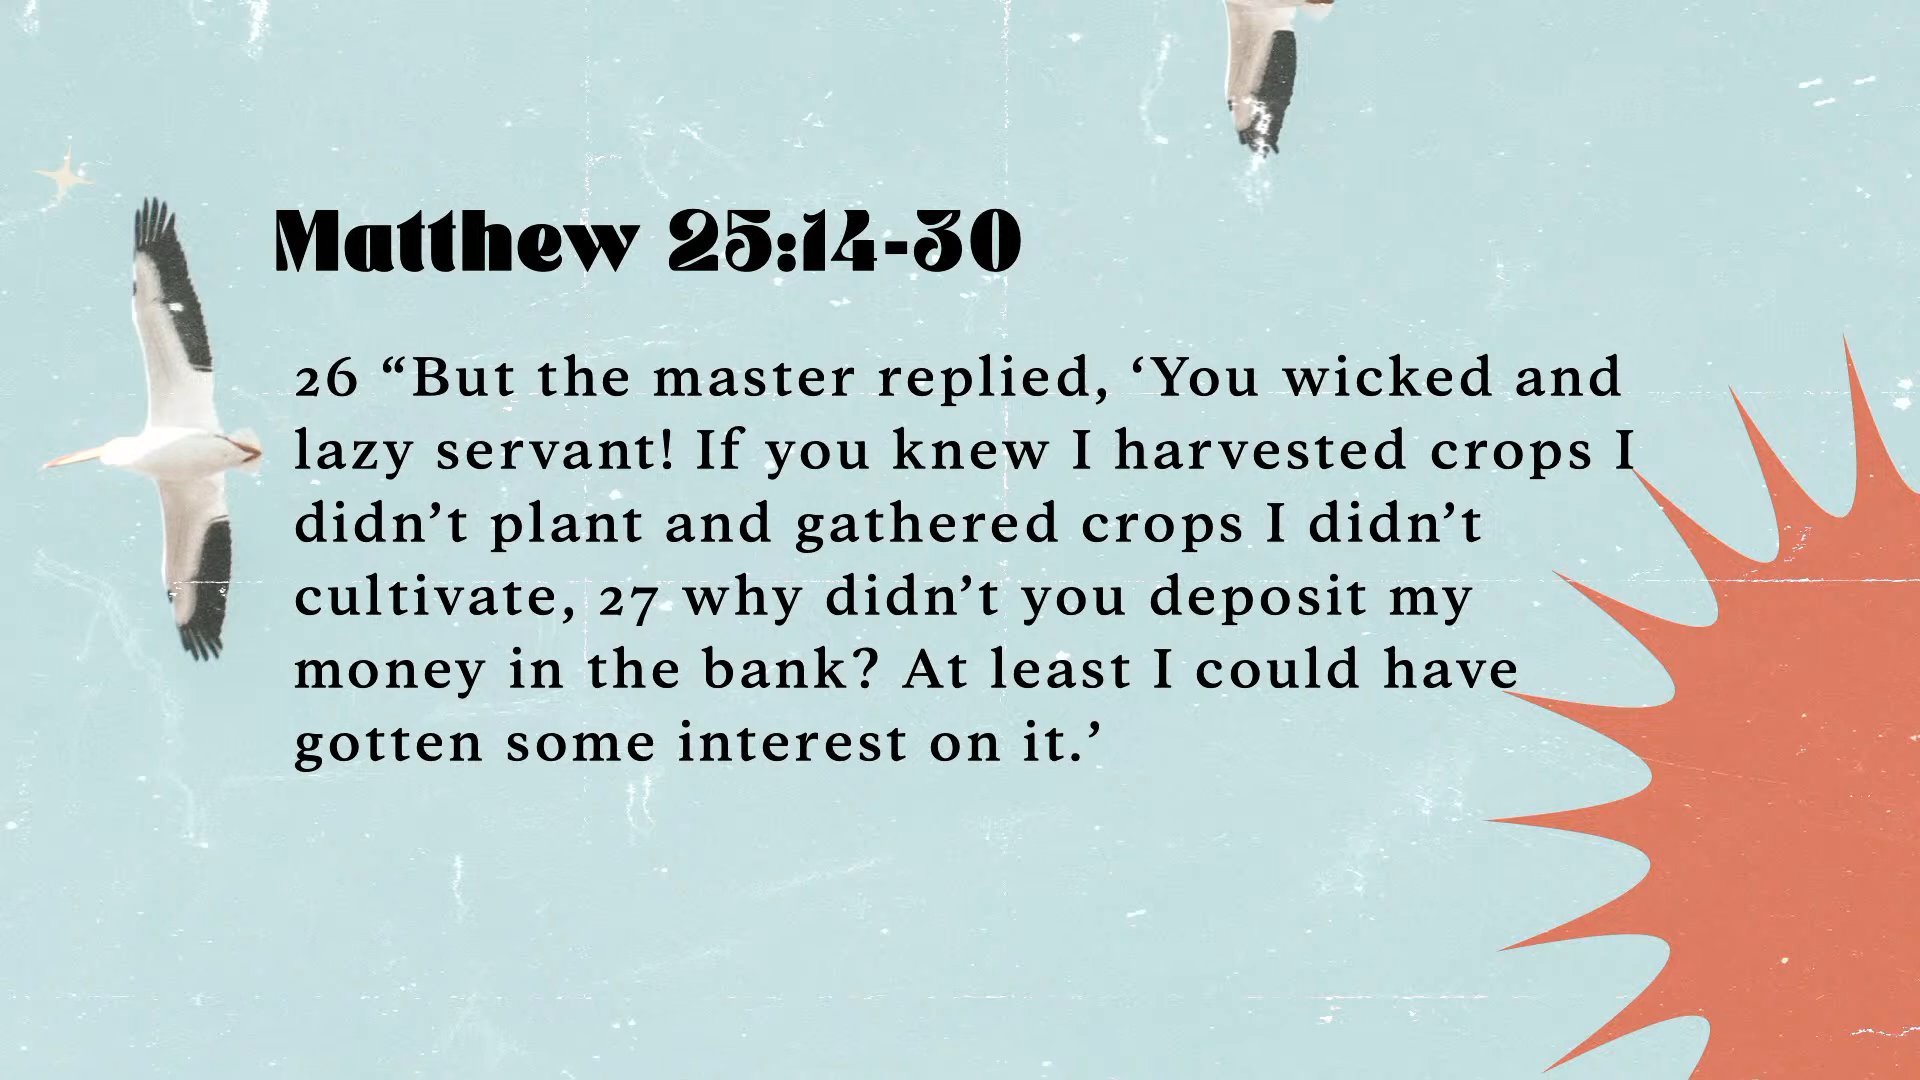 Matthew 25:14-30
26 “But the master replied, ‘You wicked and
lazy servant! If you knew I harvested crops I
didn’t plant and gathered crops I didn’t
cultivate, 27 why didn’t you deposit my
money in the bank? At least I could have
gotten some interest on it.’